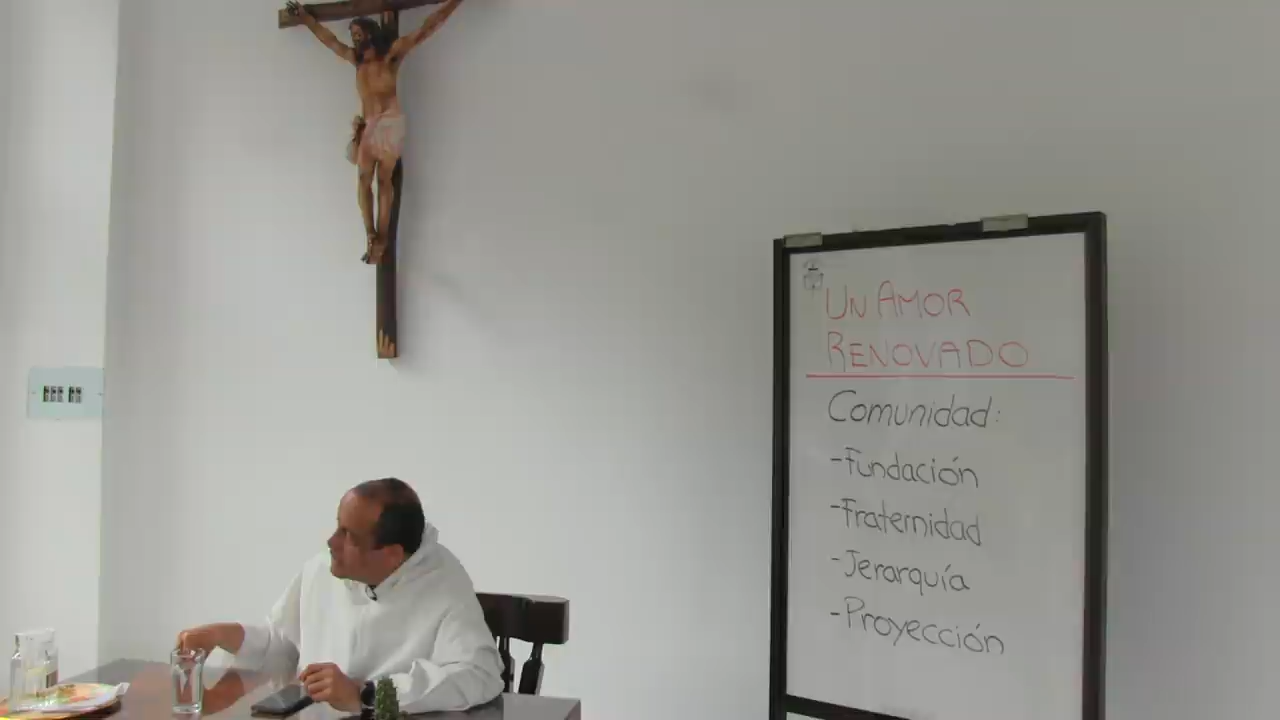 UN AMOR
RENOVADO
Comunidad:
-Fundación
-Fraternidad
-Jerarquía
-Proyección